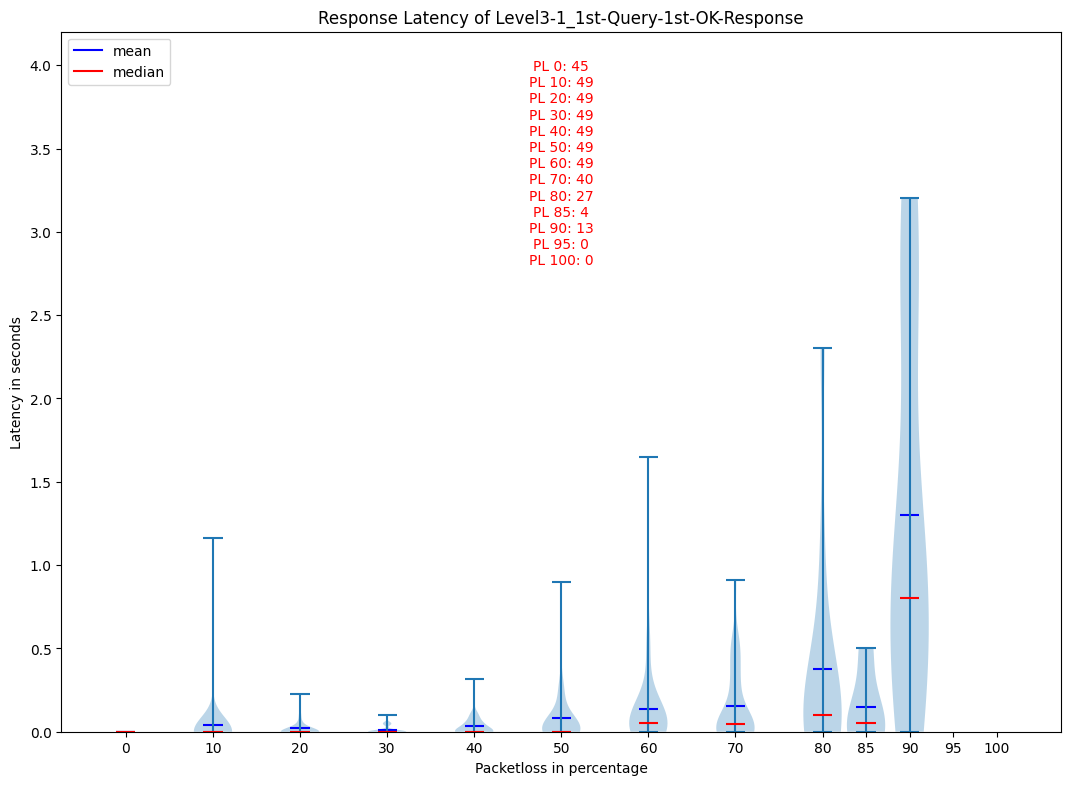 Response Latency of Level3-1_1st-Query-1st-OK-Response
mean
median
PL 0: 45
PL 10: 49
PL 20: 49
PL 30: 49
PL 40: 49
PL 50: 49
PL 60: 49
PL 70: 40
PL 80: 27
PL 85: 4
PL 90: 13
PL 95: 0
PL 100: 0
4.0
3.5
3.0
2.5
2.0
1.5
1.0
0.5
0.0
Latency in seconds
0 10 20 30 40 50 60 70 80 85 90 95 100
Packetloss in percentage